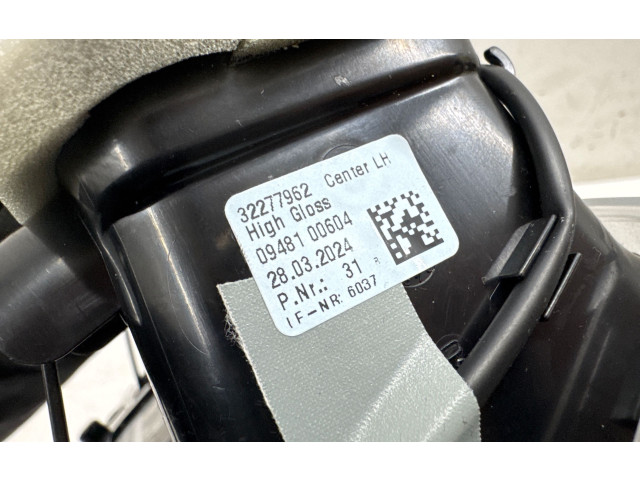 32277962 Center LH
High Gloss
09481 00604
28.03.2024
P.Nr.: 31
IF-NR: 6037